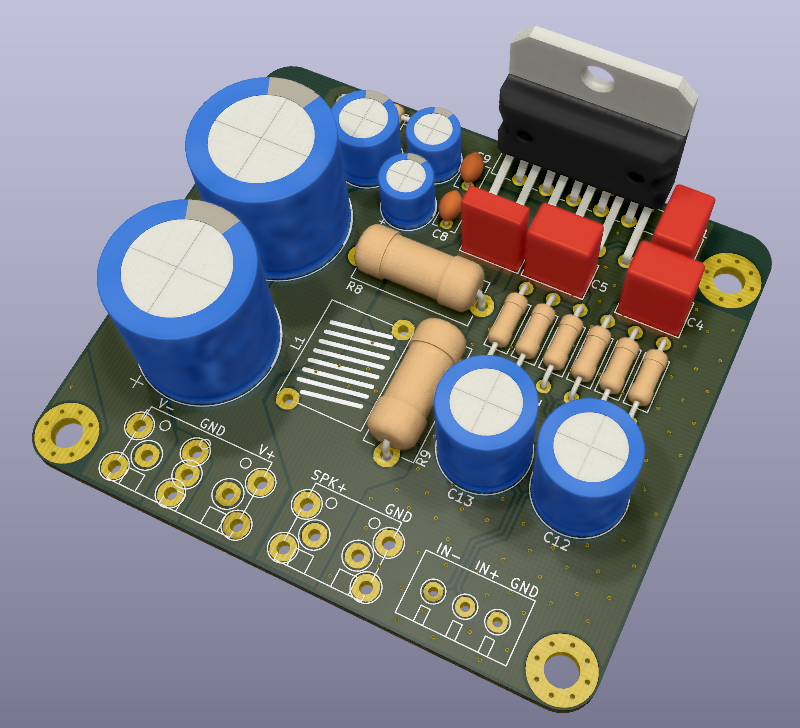 C9
C8
C5
C4
R8
L1
+
V-
GND
V+
R9
SPK+
GND
C13
C12
IN- IN+ GND